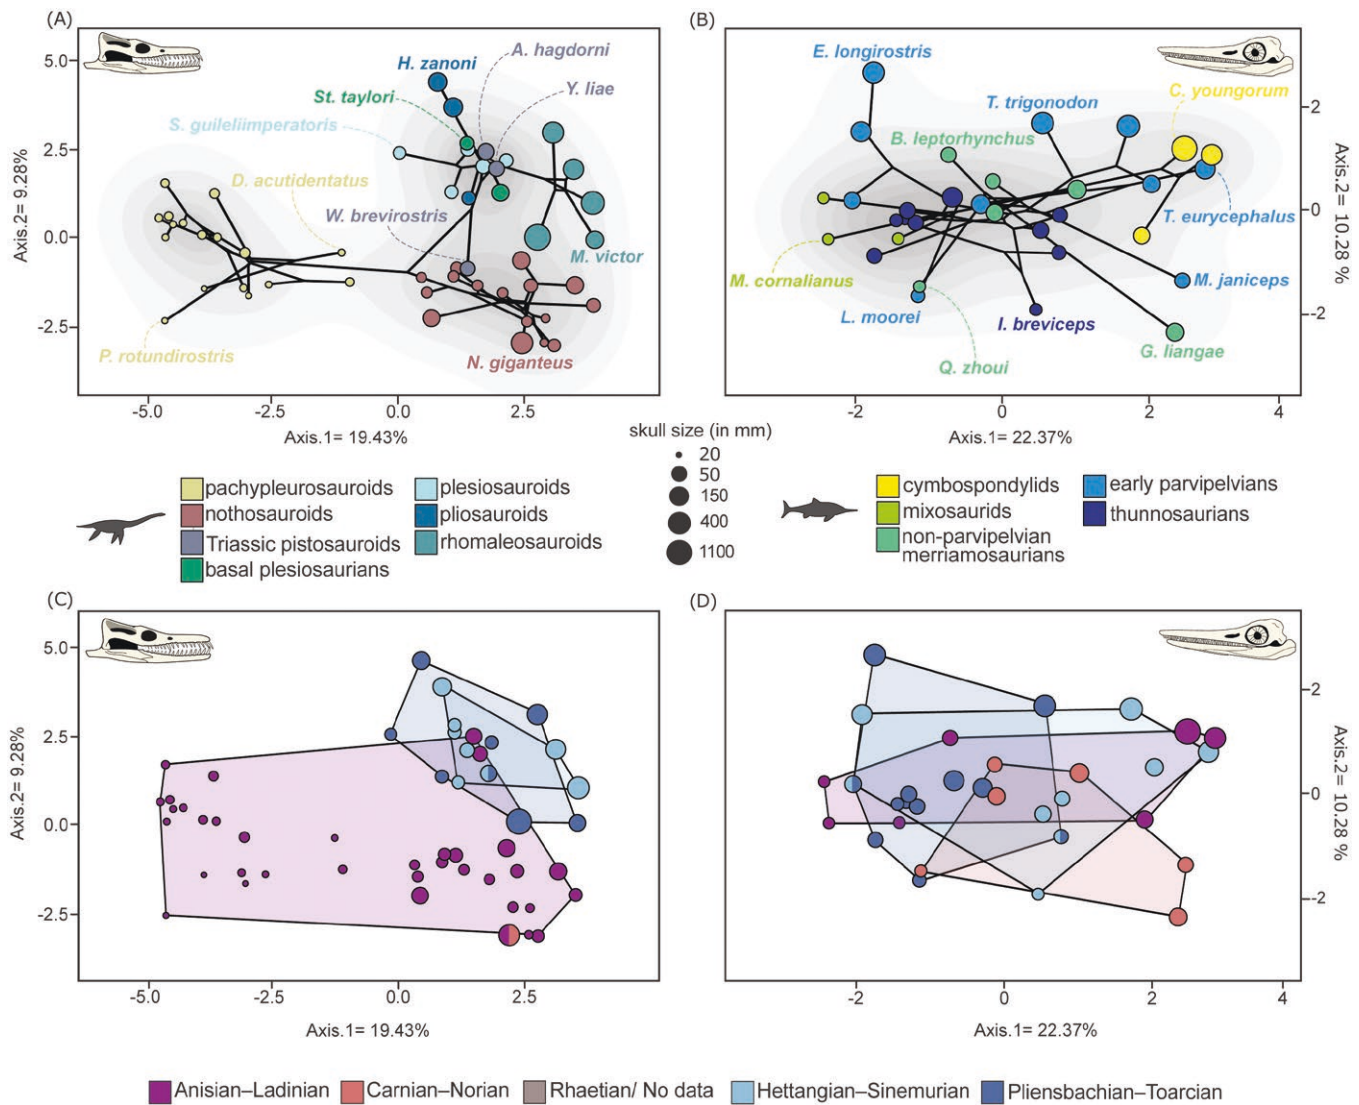 (A)
(B)
5.0
2.5
0.0
-2.5
Axis.2= 9.28%
H. zanoni
A. hagdorni
St. taylori
Y. liae
S. guileliimperatoris
D. acutidentatus
W. brevirostris
M. victor
P. rotundirostris
N. giganteus
-5.0
-2.5
0.0
2.5
Axis.1= 19.43%
E. longirostris
C. youngorum
T. trigonodon
B. leptorhynchus
T. eurycephalus
M. cornalianus
M. janiceps
L. moorei
I. breviceps
G. liangae
Q. zhoui
2
0
-2
Axis.2= 10.28 %
-2
0
2
4
Axis.1= 22.37%
skull size (in mm)
20
50
150
400
1100
pachypleurosauroids
nothosauroids
Triassic pistosauroids
basal plesiosaurians
plesiosauroids
pliosauroids
rhomaleosauroids
cymbospondylids
mixosaurids
non-parvipelvian
merriamosaurians
early parvipelvians
thunnosaurians
(C)
(D)
5.0
2.5
0.0
-2.5
Axis.2= 9.28%
-5.0
-2.5
0.0
2.5
Axis.1= 19.43%
2
0
-2
Axis.2= 10.28 %
-2
0
2
4
Axis.1= 22.37%
Anisian–Ladinian
Carnian–Norian
Rhaetian/ No data
Hettangian–Sinemurian
Pliensbachian–Toarcian